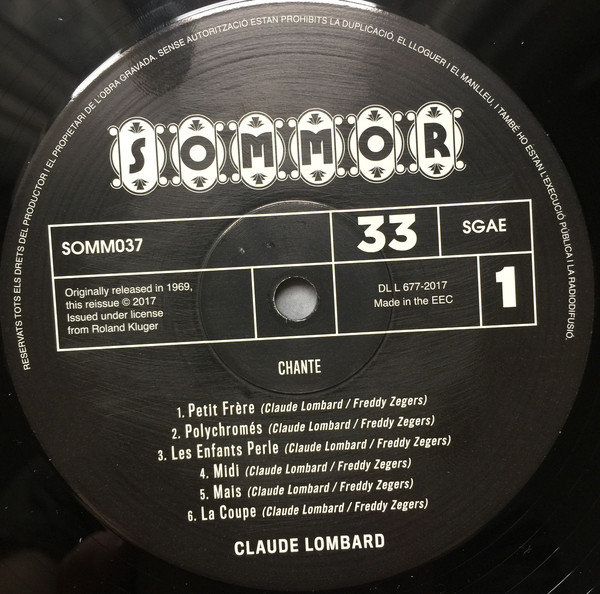 RESERVATS TOTS ELS DRETS DEL PRODUCTOR I EL PROPIETARI DE L'OBRA GRAVADA. SENSE AUTORITZACIÓ ESTAN PROHIBITS LA DUPLICACIÓ, EL LLOGUER I EL MANLLEU, I TAMBÉ HO ESTAN L'EXECUCIÓ PÚBLICA I LA RADIODIFUSIÓ.
SOMMOR
SOMM037
33
SGAE
Originally released in 1969,
this reissue © 2017
Issued under license
from Roland Kluger
DL L 677-2017
Made in the EEC
1
CHANTE
1. Petit Frère (Claude Lombard / Freddy Zegers)
2. Polychromés (Claude Lombard / Freddy Zegers)
3. Les Enfants Perle (Claude Lombard / Freddy Zegers)
4. Midi (Claude Lombard / Freddy Zegers)
5. Mais (Claude Lombard / Freddy Zegers)
6. La Coupe (Claude Lombard / Freddy Zegers)
CLAUDE LOMBARD